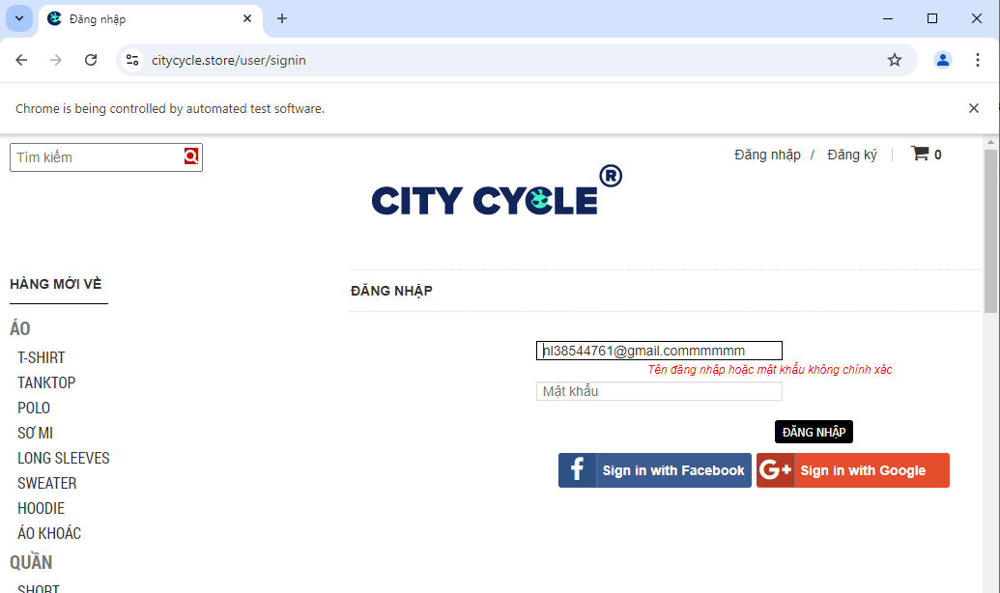 Đăng nhập
citycycle.store/user/signin
Chrome is being controlled by automated test software.
Tìm kiếm
Đăng nhập / Đăng ký 0
CITY CYCLE ®
HÀNG MỚI VỀ
ĐĂNG NHẬP
ÁO
T-SHIRT
TANKTOP
POLO
SƠ MI
LONG SLEEVES
SWEATER
HOODIE
ÁO KHOÁC
QUẦN
SHORT
nl38544761@gmail.commmmmm
Tên đăng nhập hoặc mật khẩu không chính xác
Mật khẩu
ĐĂNG NHẬP
f Sign in with Facebook
G+ Sign in with Google